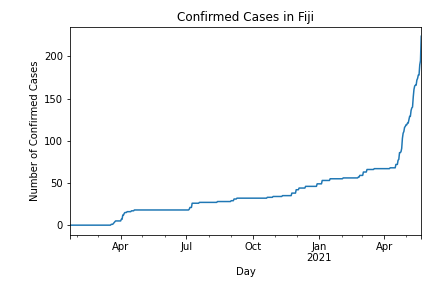 Confirmed Cases in Fiji
Number of Confirmed Cases
200
150
100
50
0
Apr
Jul
Oct
Jan
2021
Apr
Day